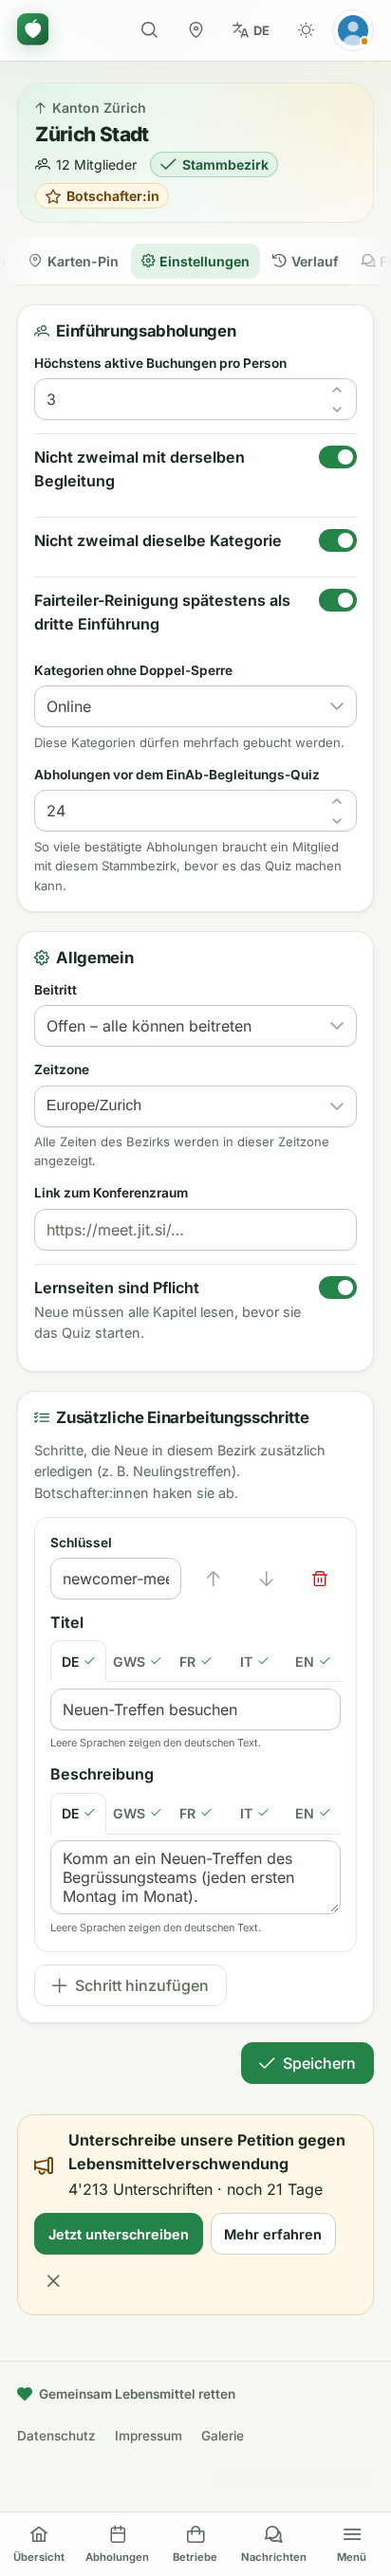 DE
Kanton Zürich
Zürich Stadt
12 Mitglieder
Stammbezirk
Botschafter:in
Karten-Pin
Einstellungen
Verlauf
Einführungsabholungen
Höchstens aktive Buchungen pro Person
3
Nicht zweimal mit derselben
Begleitung
Nicht zweimal dieselbe Kategorie
Fairteiler-Reinigung spätestens als
dritte Einführung
Kategorien ohne Doppel-Sperre
Online
Diese Kategorien dürfen mehrfach gebucht werden.
Abholungen vor dem EinAb-Begleitungs-Quiz
24
So viele bestätigte Abholungen braucht ein Mitglied
mit diesem Stammbezirk, bevor es das Quiz machen
kann.
Allgemein
Beitritt
Offen – alle können beitreten
Zeitzone
Europe/Zurich
Alle Zeiten des Bezirks werden in dieser Zeitzone
angezeigt.
Link zum Konferenzraum
https://meet.jit.si/...
Lernseiten sind Pflicht
Neue müssen alle Kapitel lesen, bevor sie
das Quiz starten.
Zusätzliche Einarbeitungsschritte
Schritte, die Neue in diesem Bezirk zusätzlich
erledigen (z. B. Neulingstreffen).
Botschafter:innen haken sie ab.
Schlüssel
newcomer-mee
Titel
DE GWS FR IT EN
Neuen-Treffen besuchen
Leere Sprachen zeigen den deutschen Text.
Beschreibung
DE GWS FR IT EN
Komm an ein Neuen-Treffen des
Begrüssungsteams (jeden ersten
Montag im Monat).
Leere Sprachen zeigen den deutschen Text.
Schritt hinzufügen
Speichern
Unterschreibe unsere Petition gegen
Lebensmittelverschwendung
4'213 Unterschriften · noch 21 Tage
Jetzt unterschreiben
Mehr erfahren
Gemeinsam Lebensmittel retten
Datenschutz Impressum Galerie
Übersicht Abholungen Betriebe Nachrichten Menü